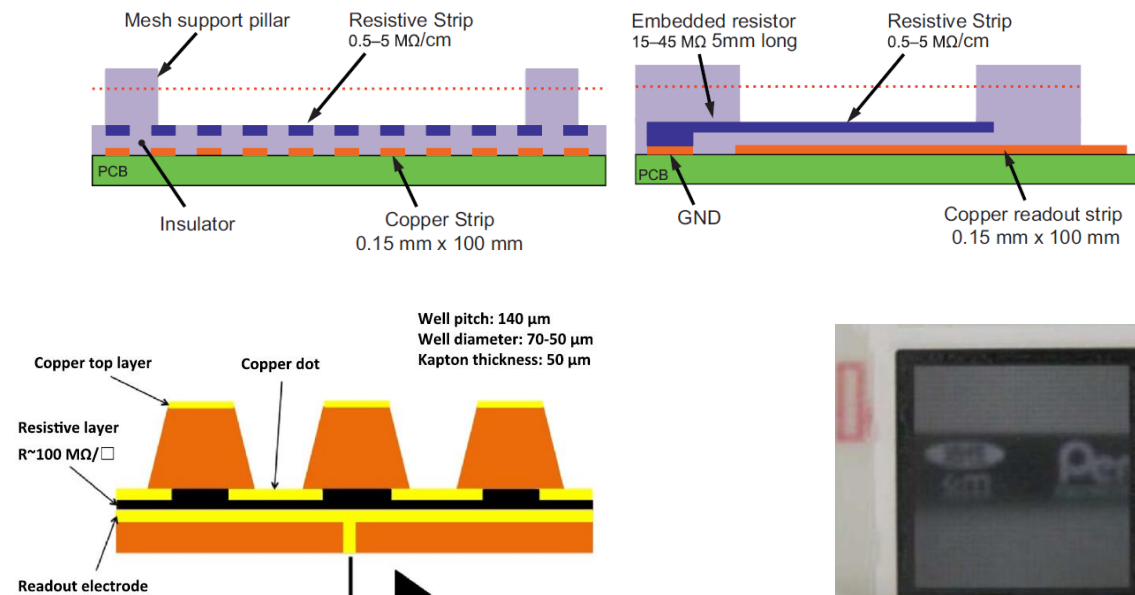 Mesh support pillar
Resistive Strip
0.5–5 MΩ/cm
PCB
Insulator
Copper Strip
0.15 mm x 100 mm
Embedded resistor
15–45 MΩ 5mm long
Resistive Strip
0.5–5 MΩ/cm
PCB
GND
Copper readout strip
0.15 mm x 100 mm
Well pitch: 140 µm
Well diameter: 70-50 µm
Kapton thickness: 50 µm
Copper top layer
Copper dot
Resistive layer
R~100 MΩ/□
Readout electrode